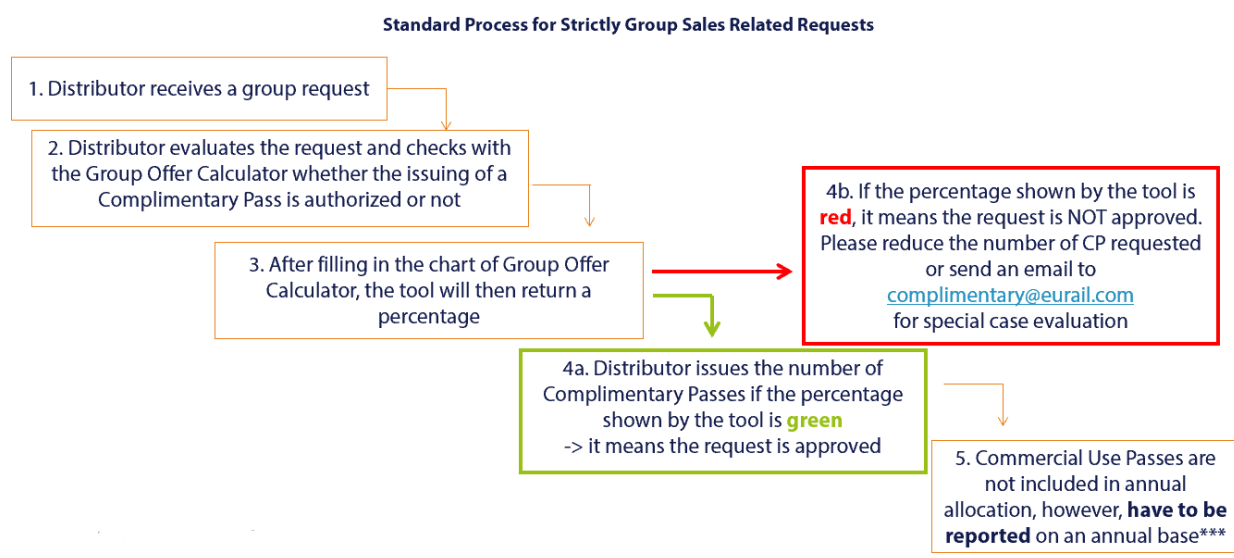 Standard Process for Strictly Group Sales Related Requests
1. Distributor receives a group request
2. Distributor evaluates the request and checks with
the Group Offer Calculator whether the issuing of a
Complimentary Pass is authorized or not
3. After filling in the chart of Group Offer
Calculator, the tool will then return a
percentage
4b. If the percentage shown by the tool is
red, it means the request is NOT approved.
Please reduce the number of CP requested
or send an email to
complimentary@eurail.com
for special case evaluation
4a. Distributor issues the number of
Complimentary Passes if the percentage
shown by the tool is green
-> it means the request is approved
5. Commercial Use Passes are
not included in annual
allocation, however, have to be
reported on an annual base***